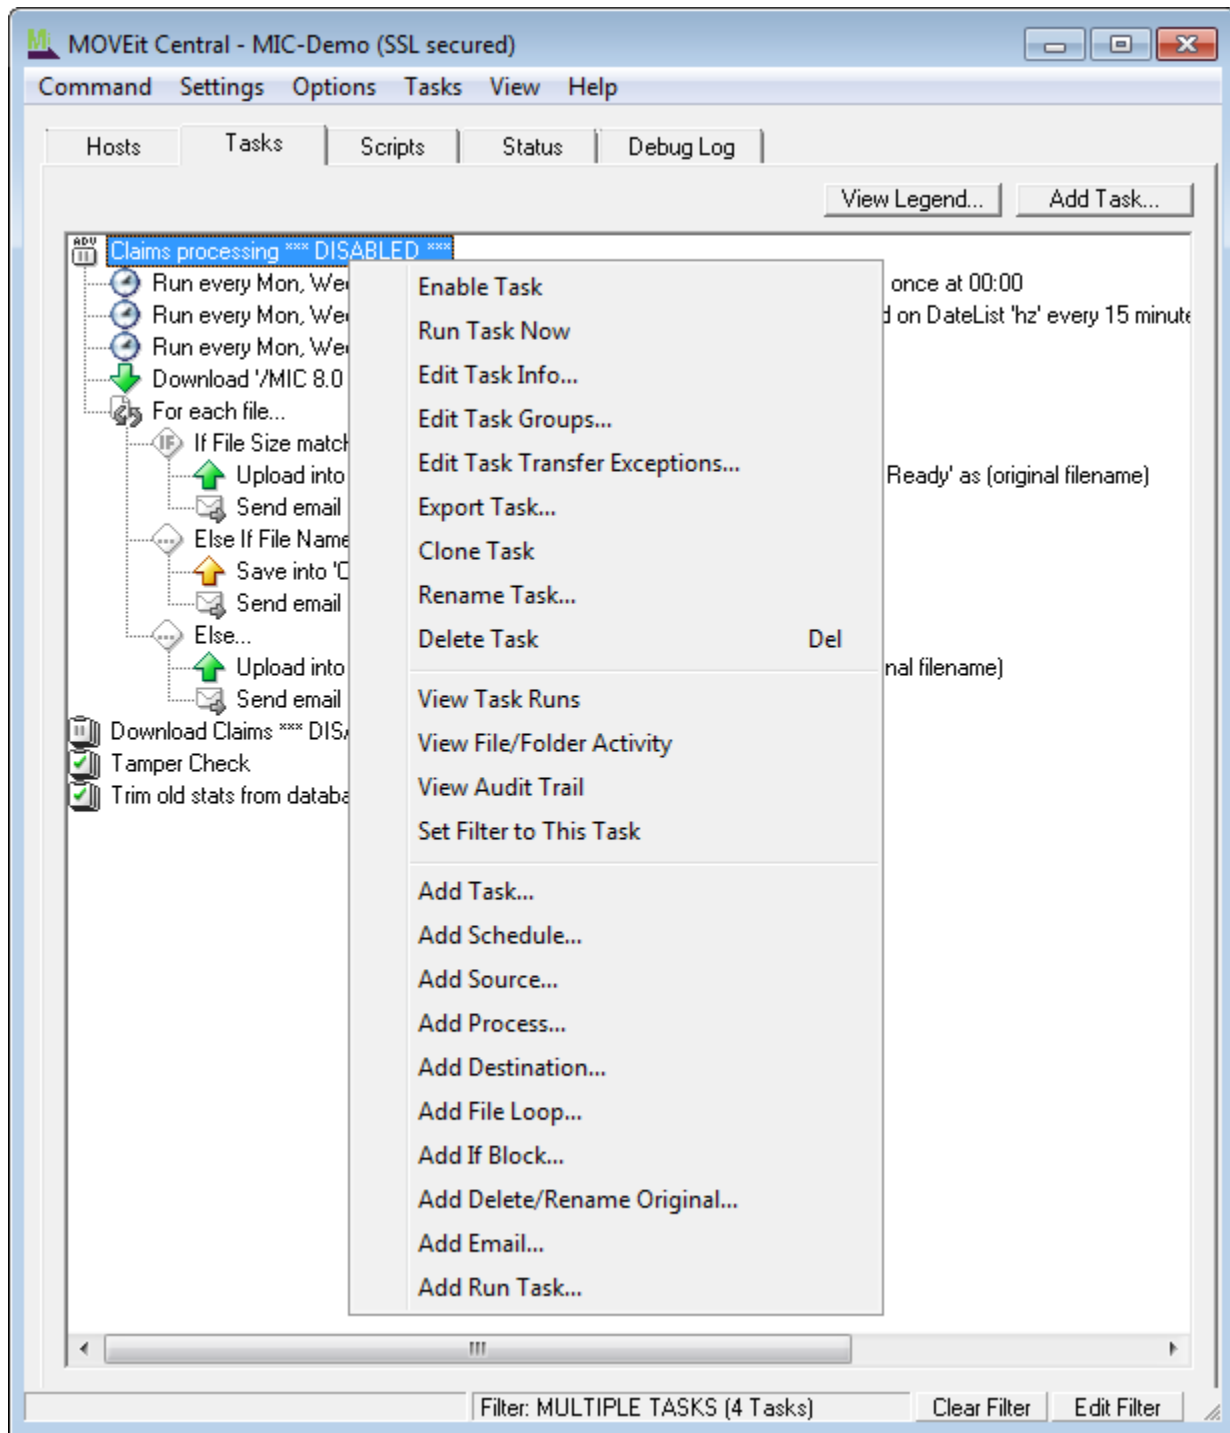 MOVEit Central - MIC-Demo (SSL secured)
Command Settings Options Tasks View Help
Hosts Tasks Scripts Status Debug Log
View Legend... Add Task...
ADV
Claims processing *** DISABLED ***
Run every Mon, Wed once at 00:00
Run every Mon, Wed on DateList 'hz' every 15 minute
Run every Mon, Wed
Download '/MIC 8.0
For each file...
IF If File Size match
Upload into Ready' as (original filename)
Send email
Else If File Name
Save into
Send email
Else...
Upload into nal filename)
Send email
Download Claims *** DISA
Tamper Check
Trim old stats from databa
Enable Task
Run Task Now
Edit Task Info...
Edit Task Groups...
Edit Task Transfer Exceptions...
Export Task...
Clone Task
Rename Task...
Delete Task Del
View Task Runs
View File/Folder Activity
View Audit Trail
Set Filter to This Task
Add Task...
Add Schedule...
Add Source...
Add Process...
Add Destination...
Add File Loop...
Add If Block...
Add Delete/Rename Original...
Add Email...
Add Run Task...
Filter: MULTIPLE TASKS (4 Tasks) Clear Filter Edit Filter